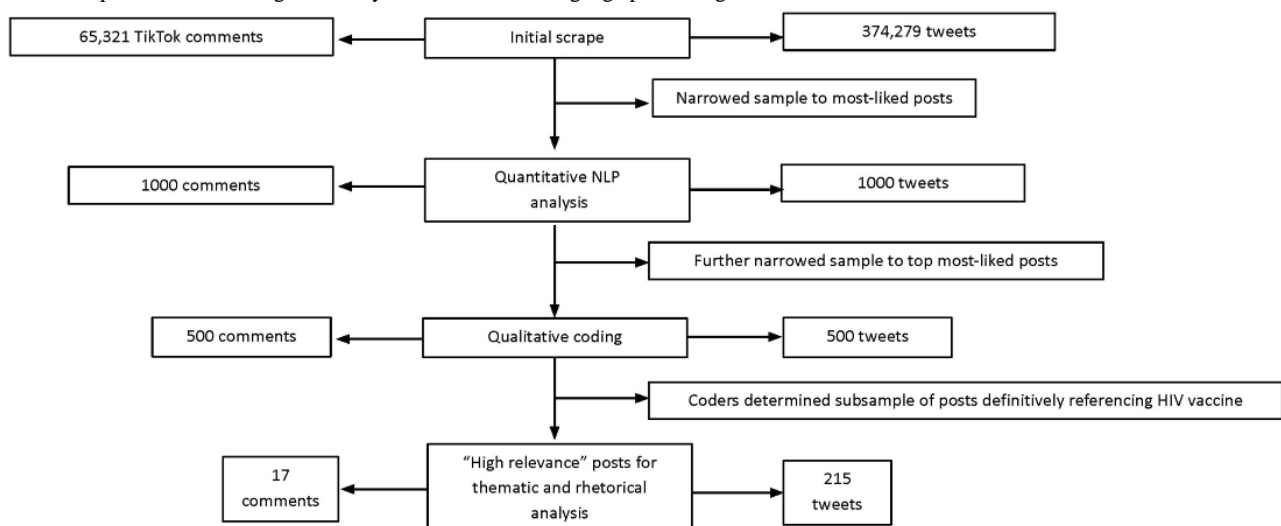 65,321 TikTok comments
Initial scrape
374,279 tweets
Narrowed sample to most-liked posts
1000 comments
Quantitative NLP
analysis
1000 tweets
Further narrowed sample to top most-liked posts
500 comments
Qualitative coding
500 tweets
Coders determined subsample of posts definitively referencing HIV vaccine
17
comments
“High relevance” posts for
thematic and rhetorical
analysis
215
tweets